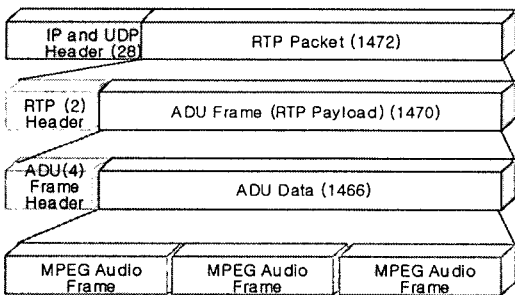 IP and UDP
Header (28)
RTP Packet (1472)
RTP (2)
Header
ADU Frame (RTP Payload) (1470)
ADU(4)
Frame
Header
ADU Data (1466)
MPEG Audio
Frame
MPEG Audio
Frame
MPEG Audio
Frame